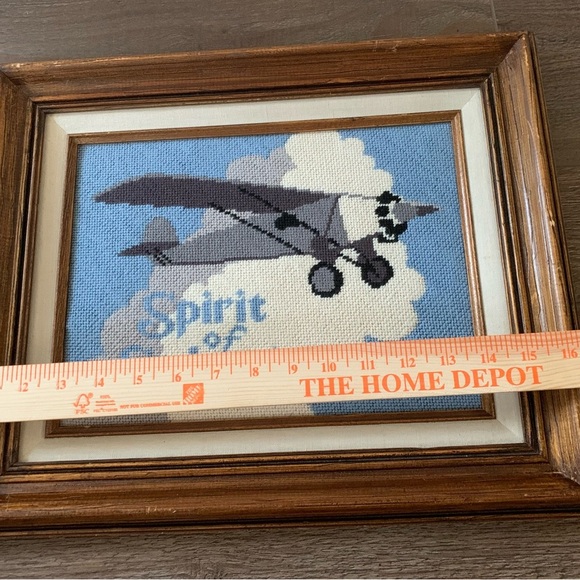 Spirit
of
2 3 4 5 6 7 8 9 10 11 12 13 14 15 16
THE HOME DEPOT
FSC